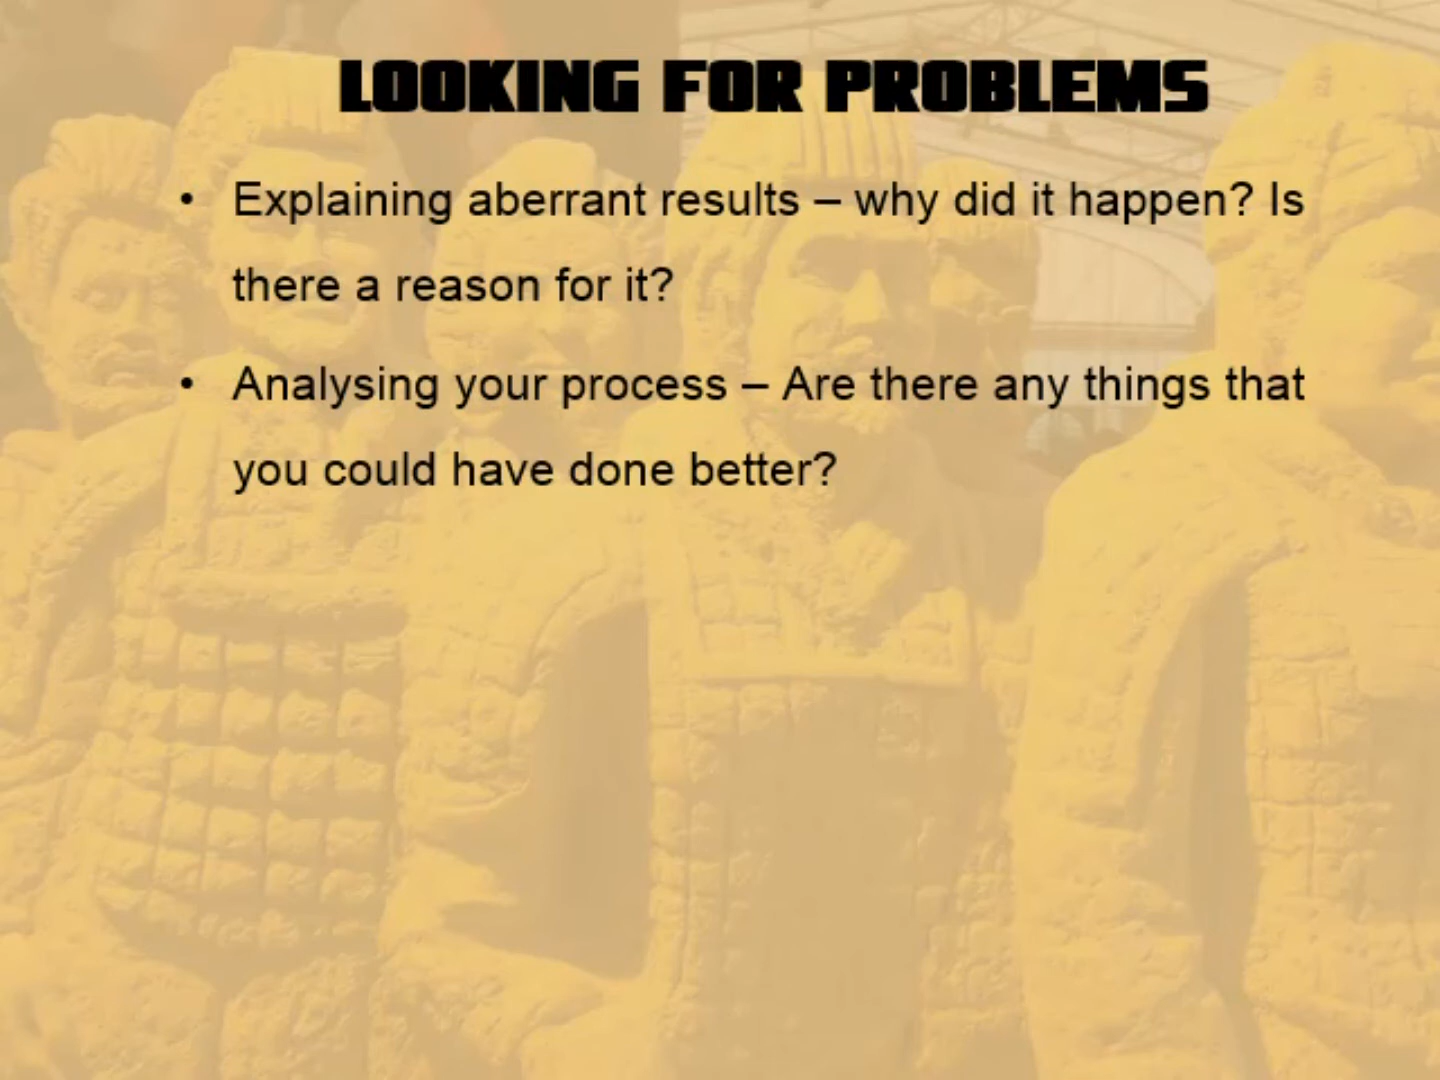 LOOKING FOR PROBLEMS
• Explaining aberrant results – why did it happen? Is
there a reason for it?
• Analysing your process – Are there any things that
you could have done better?